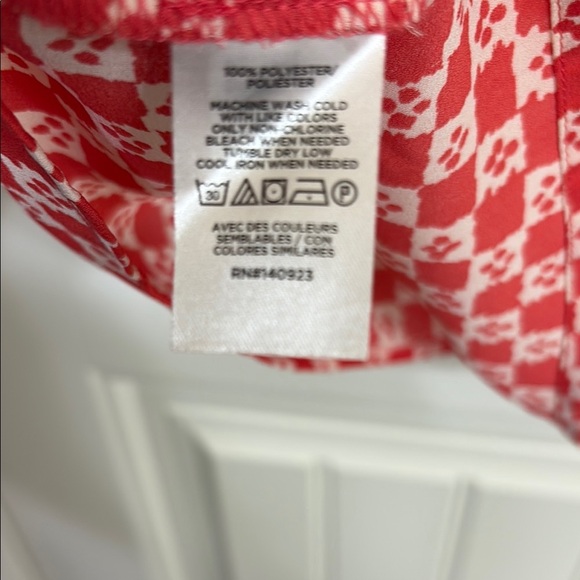 100% POLYESTER
POLIESTER
MACHINE WASH COLD
WITH LIKE COLORS
ONLY NON-CHLORINE
BLEACH WHEN NEEDED
TUMBLE DRY LOW
COOL IRON WHEN NEEDED
30 P
AVEC DES COULEURS
SEMBLABLES / CON
COLORES SIMILARES
RN#140923